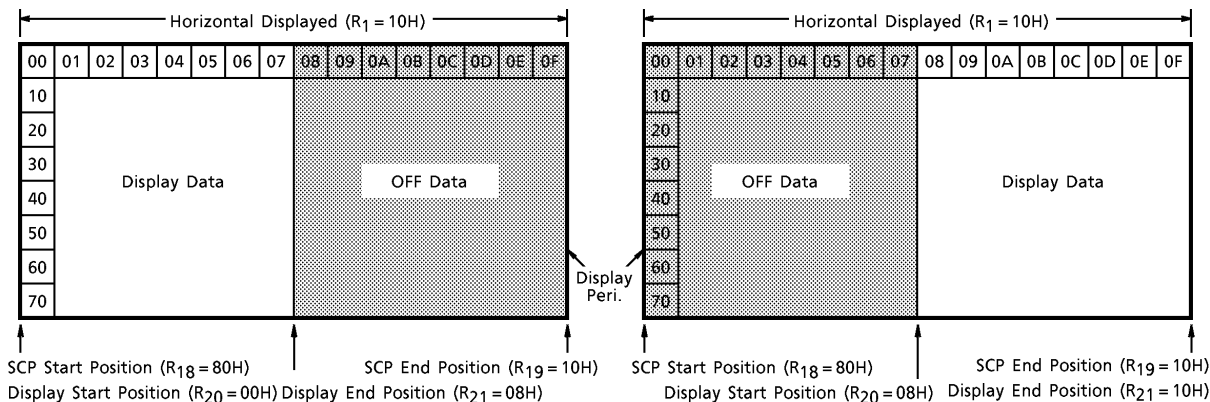 Horizontal Displayed (R1 = 10H)
00 01 02 03 04 05 06 07 08 09 0A 0B 0C 0D 0E 0F
10
20
30
40
50
60
70
Display Data
OFF Data
SCP Start Position (R18 = 80H)
SCP End Position (R19 = 10H)
Display Start Position (R20 = 00H) Display End Position (R21 = 08H)
Display
Peri.
Horizontal Displayed (R1 = 10H)
00 01 02 03 04 05 06 07 08 09 0A 0B 0C 0D 0E 0F
10
20
30
40
50
60
70
OFF Data
Display Data
SCP Start Position (R18 = 80H)
SCP End Position (R19 = 10H)
Display Start Position (R20 = 08H) Display End Position (R21 = 10H)